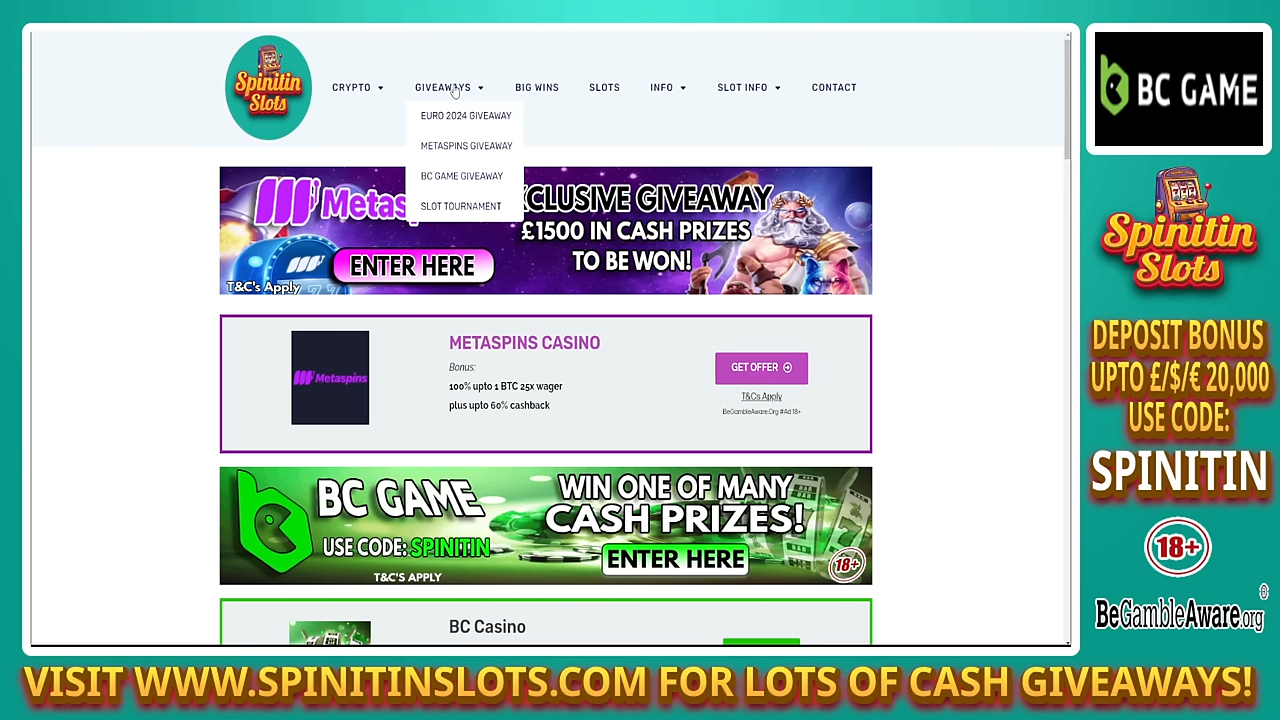 Spinitin
Slots
CRYPTO
GIVEAWAYS
BIG WINS
SLOTS
INFO
SLOT INFO
CONTACT
EURO 2024 GIVEAWAY
METASPINS GIVEAWAY
BC GAME GIVEAWAY
SLOT TOURNAMENT
EXCLUSIVE GIVEAWAY
£1500 IN CASH PRIZES
TO BE WON!
ENTER HERE
T&C's Apply
Metaspins
METASPINS CASINO
Bonus:
100% upto 1 BTC 25x wager
plus upto 60% cashback
GET OFFER
T&Cs Apply
BeGambleAware.Org #Ad 18+
BC GAME
USE CODE: SPINITIN
T&C'S APPLY
WIN ONE OF MANY
CASH PRIZES!
ENTER HERE
18+
BC Casino
BC GAME
Spinitin
Slots
DEPOSIT BONUS
UPTO £/$/€ 20,000
USE CODE:
SPINITIN
18+
BeGambleAware.org®
VISIT WWW.SPINITINSLOTS.COM FOR LOTS OF CASH GIVEAWAYS!